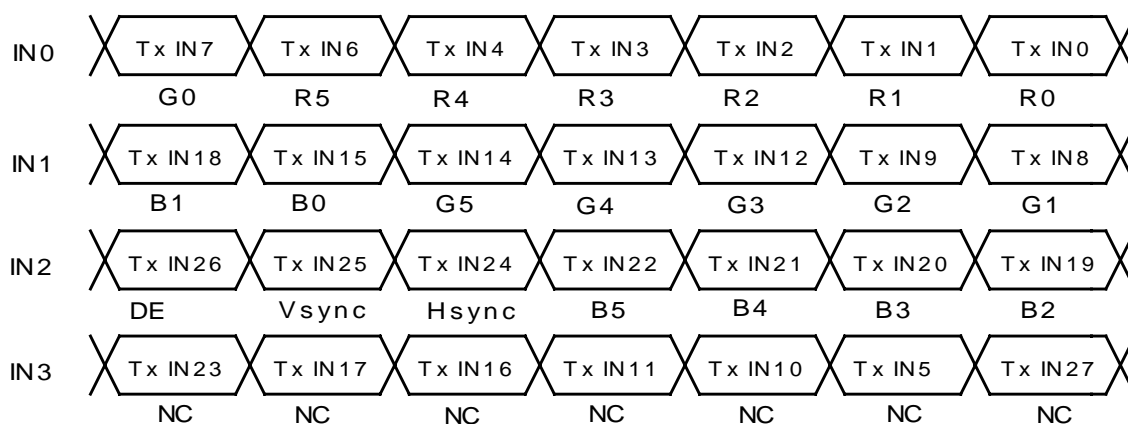 IN0 Tx IN7 Tx IN6 Tx IN4 Tx IN3 Tx IN2 Tx IN1 Tx IN0
G0 R5 R4 R3 R2 R1 R0
IN1 Tx IN18 Tx IN15 Tx IN14 Tx IN13 Tx IN12 Tx IN9 Tx IN8
B1 B0 G5 G4 G3 G2 G1
IN2 Tx IN26 Tx IN25 Tx IN24 Tx IN22 Tx IN21 Tx IN20 Tx IN19
DE Vsync Hsync B5 B4 B3 B2
IN3 Tx IN23 Tx IN17 Tx IN16 Tx IN11 Tx IN10 Tx IN5 Tx IN27
NC NC NC NC NC NC NC